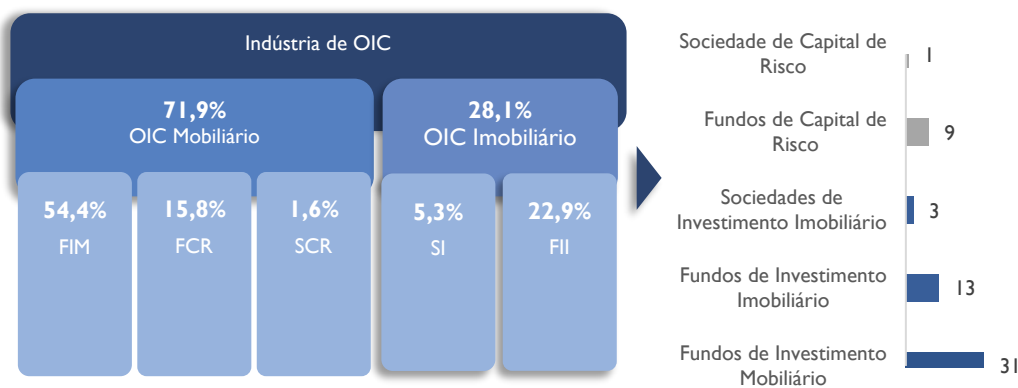 Indústria de OIC
71,9%
OIC Mobiliário
28,1%
OIC Imobiliário
54,4%
FIM
15,8%
FCR
1,6%
SCR
5,3%
SI
22,9%
FII
Sociedade de Capital de
Risco
1
Fundos de Capital de
Risco
9
Sociedades de
Investimento Imobiliário
3
Fundos de Investimento
Imobiliário
13
Fundos de Investimento
Mobiliário
31